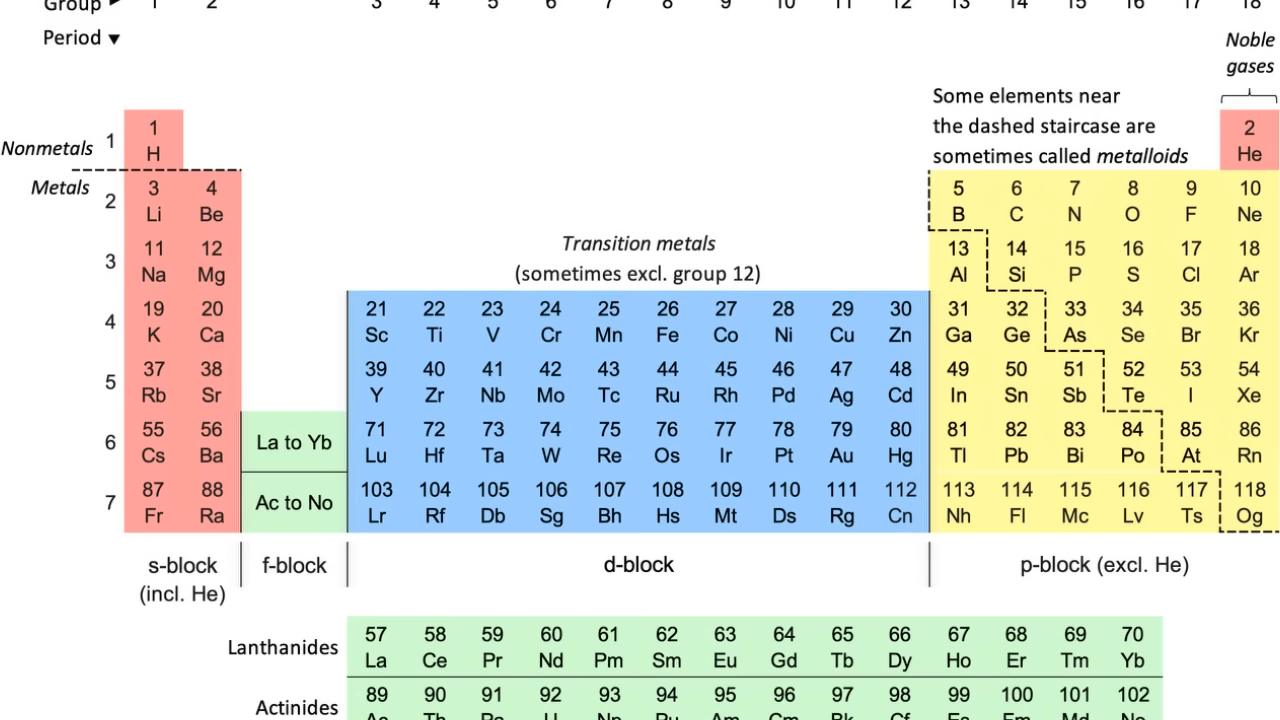 Group 1 2 3 4 5 6 7 8 9 10 11 12 13 14 15 16 17 18
Period ▼
Noble
gases
Some elements near
the dashed staircase are
sometimes called metalloids
1 2
Nonmetals 1 H He
Metals 3 4 5 6 7 8 9 10
2 Li Be B C N O F Ne
Transition metals
(sometimes excl. group 12)
11 12 13 14 15 16 17 18
3 Na Mg Al Si P S Cl Ar
19 20 21 22 23 24 25 26 27 28 29 30 31 32 33 34 35 36
4 K Ca Sc Ti V Cr Mn Fe Co Ni Cu Zn Ga Ge As Se Br Kr
37 38 39 40 41 42 43 44 45 46 47 48 49 50 51 52 53 54
5 Rb Sr Y Zr Nb Mo Tc Ru Rh Pd Ag Cd In Sn Sb Te I Xe
55 56 71 72 73 74 75 76 77 78 79 80 81 82 83 84 85 86
6 Cs Ba La to Yb Lu Hf Ta W Re Os Ir Pt Au Hg Tl Pb Bi Po At Rn
87 88 103 104 105 106 107 108 109 110 111 112 113 114 115 116 117 118
7 Fr Ra Ac to No Lr Rf Db Sg Bh Hs Mt Ds Rg Cn Nh Fl Mc Lv Ts Og
s-block f-block d-block p-block (excl. He)
(incl. He)
57 58 59 60 61 62 63 64 65 66 67 68 69 70
Lanthanides La Ce Pr Nd Pm Sm Eu Gd Tb Dy Ho Er Tm Yb
89 90 91 92 93 94 95 96 97 98 99 100 101 102
Actinides Ac Th Pa U Np Pu Am Cm Bk Cf Es Fm Md No